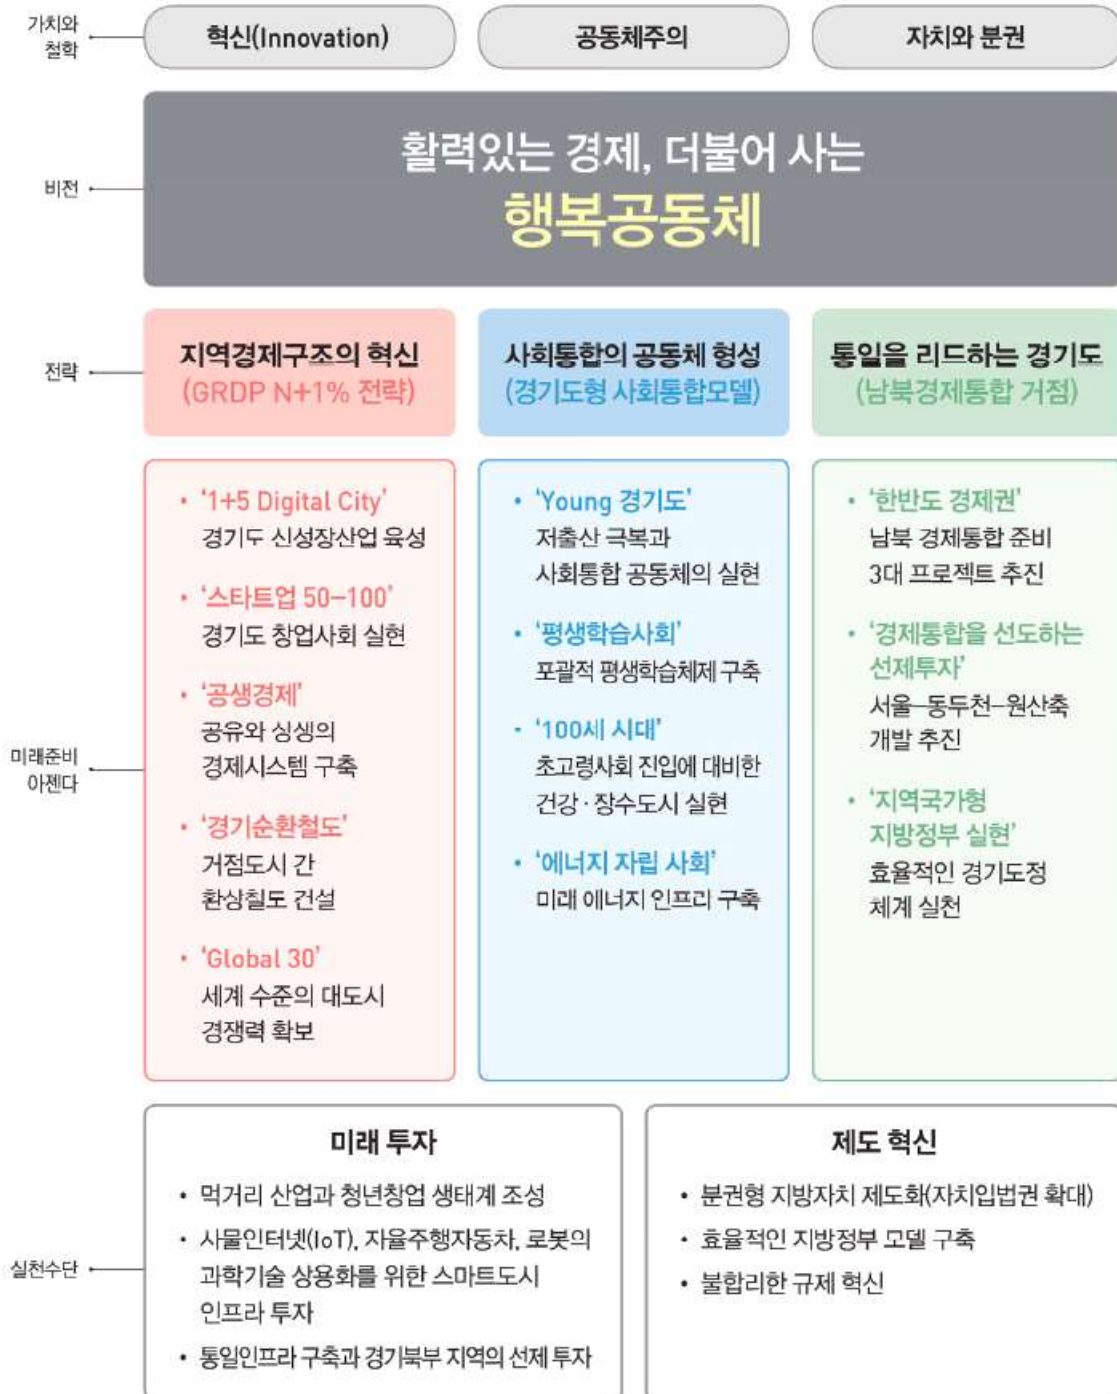 가치와
철학
혁신(Innovation)
공동체주의
자치와 분권
비전
활력있는 경제, 더불어 사는
행복공동체
전략
지역경제구조의 혁신
(GRDP N+1% 전략)
사회통합의 공동체 형성
(경기도형 사회통합모델)
통일을 리드하는 경기도
(남북경제통합 거점)
미래준비
아젠다
• ‘1+5 Digital City’
경기도 신성장산업 육성
• ‘스타트업 50-100’
경기도 창업사회 실현
• ‘공생경제’
공유와 상생의
경제시스템 구축
• ‘경기순환철도’
거점도시 간
환상철도 건설
• ‘Global 30’
세계 수준의 대도시
경쟁력 확보
• ‘Young 경기도’
저출산 극복과
사회통합 공동체의 실현
• ‘평생학습사회’
포괄적 평생학습체제 구축
• ‘100세 시대’
초고령사회 진입에 대비한
건강·장수도시 실현
• ‘에너지 자립 사회’
미래 에너지 인프라 구축
• ‘한반도 경제권’
남북 경제통합 준비
3대 프로젝트 추진
• ‘경제통합을 선도하는
선제투자’
서울-동두천-원산축
개발 추진
• ‘지역국가형
지방정부 실현’
효율적인 경기도정
체계 실천
실천수단
미래 투자
• 먹거리 산업과 청년창업 생태계 조성
• 사물인터넷(IoT), 자율주행자동차, 로봇의
과학기술 상용화를 위한 스마트도시
인프라 투자
• 통일인프라 구축과 경기북부 지역의 선제 투자
제도 혁신
• 분권형 지방자치 제도화(자치입법권 확대)
• 효율적인 지방정부 모델 구축
• 불합리한 규제 혁신